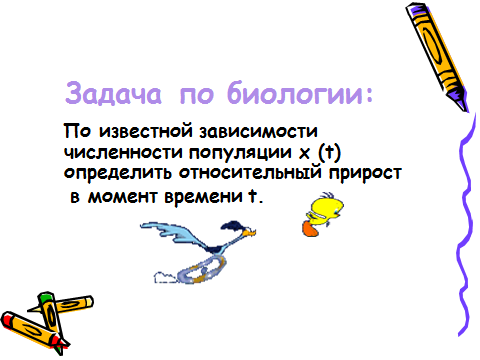 Задача по биологии:
По известной зависимости
численности популяции x (t)
определить относительный прирост
в момент времени t.